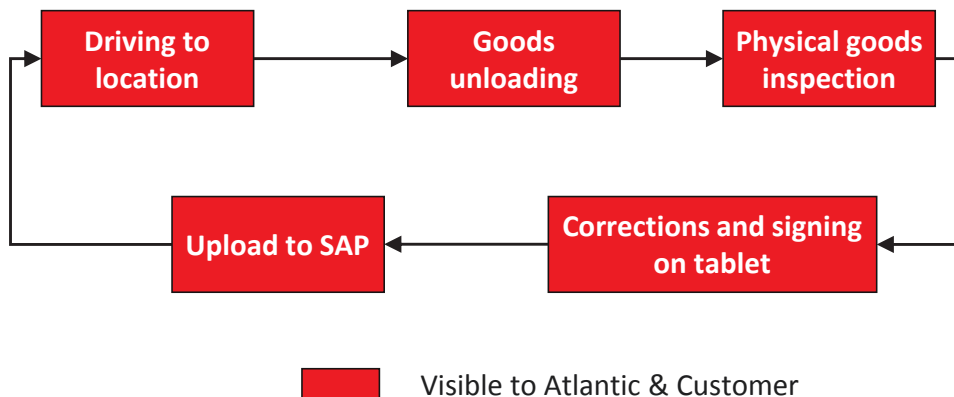 Driving to
location
Goods
unloading
Physical goods
inspection
Corrections and signing
on tablet
Upload to SAP
Visible to Atlantic & Customer